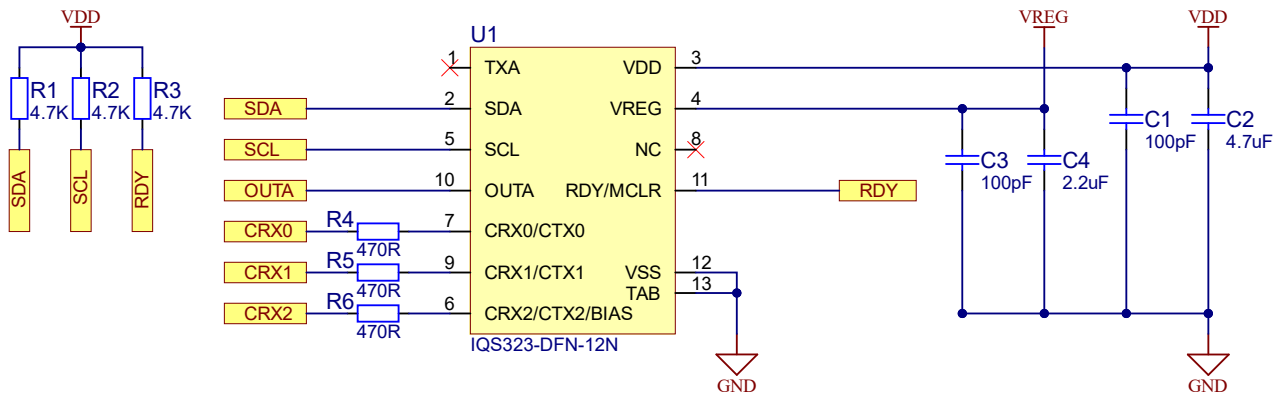 VDD
R1
4.7K
R2
4.7K
R3
4.7K
SDA
SCL
RDY
U1
1
TXA
SDA
2
SDA
SCL
5
SCL
OUTA
10
OUTA
CRX0
R4
470R
7
CRX0/CTX0
CRX1
R5
470R
9
CRX1/CTX1
CRX2
R6
470R
6
CRX2/CTX2/BIAS
VDD
3
VREG
4
NC
8
RDY/MCLR
11
RDY
VSS
12
TAB
13
IQS323-DFN-12N
GND
VREG
VDD
C3
100pF
C4
2.2uF
C1
100pF
C2
4.7uF
GND